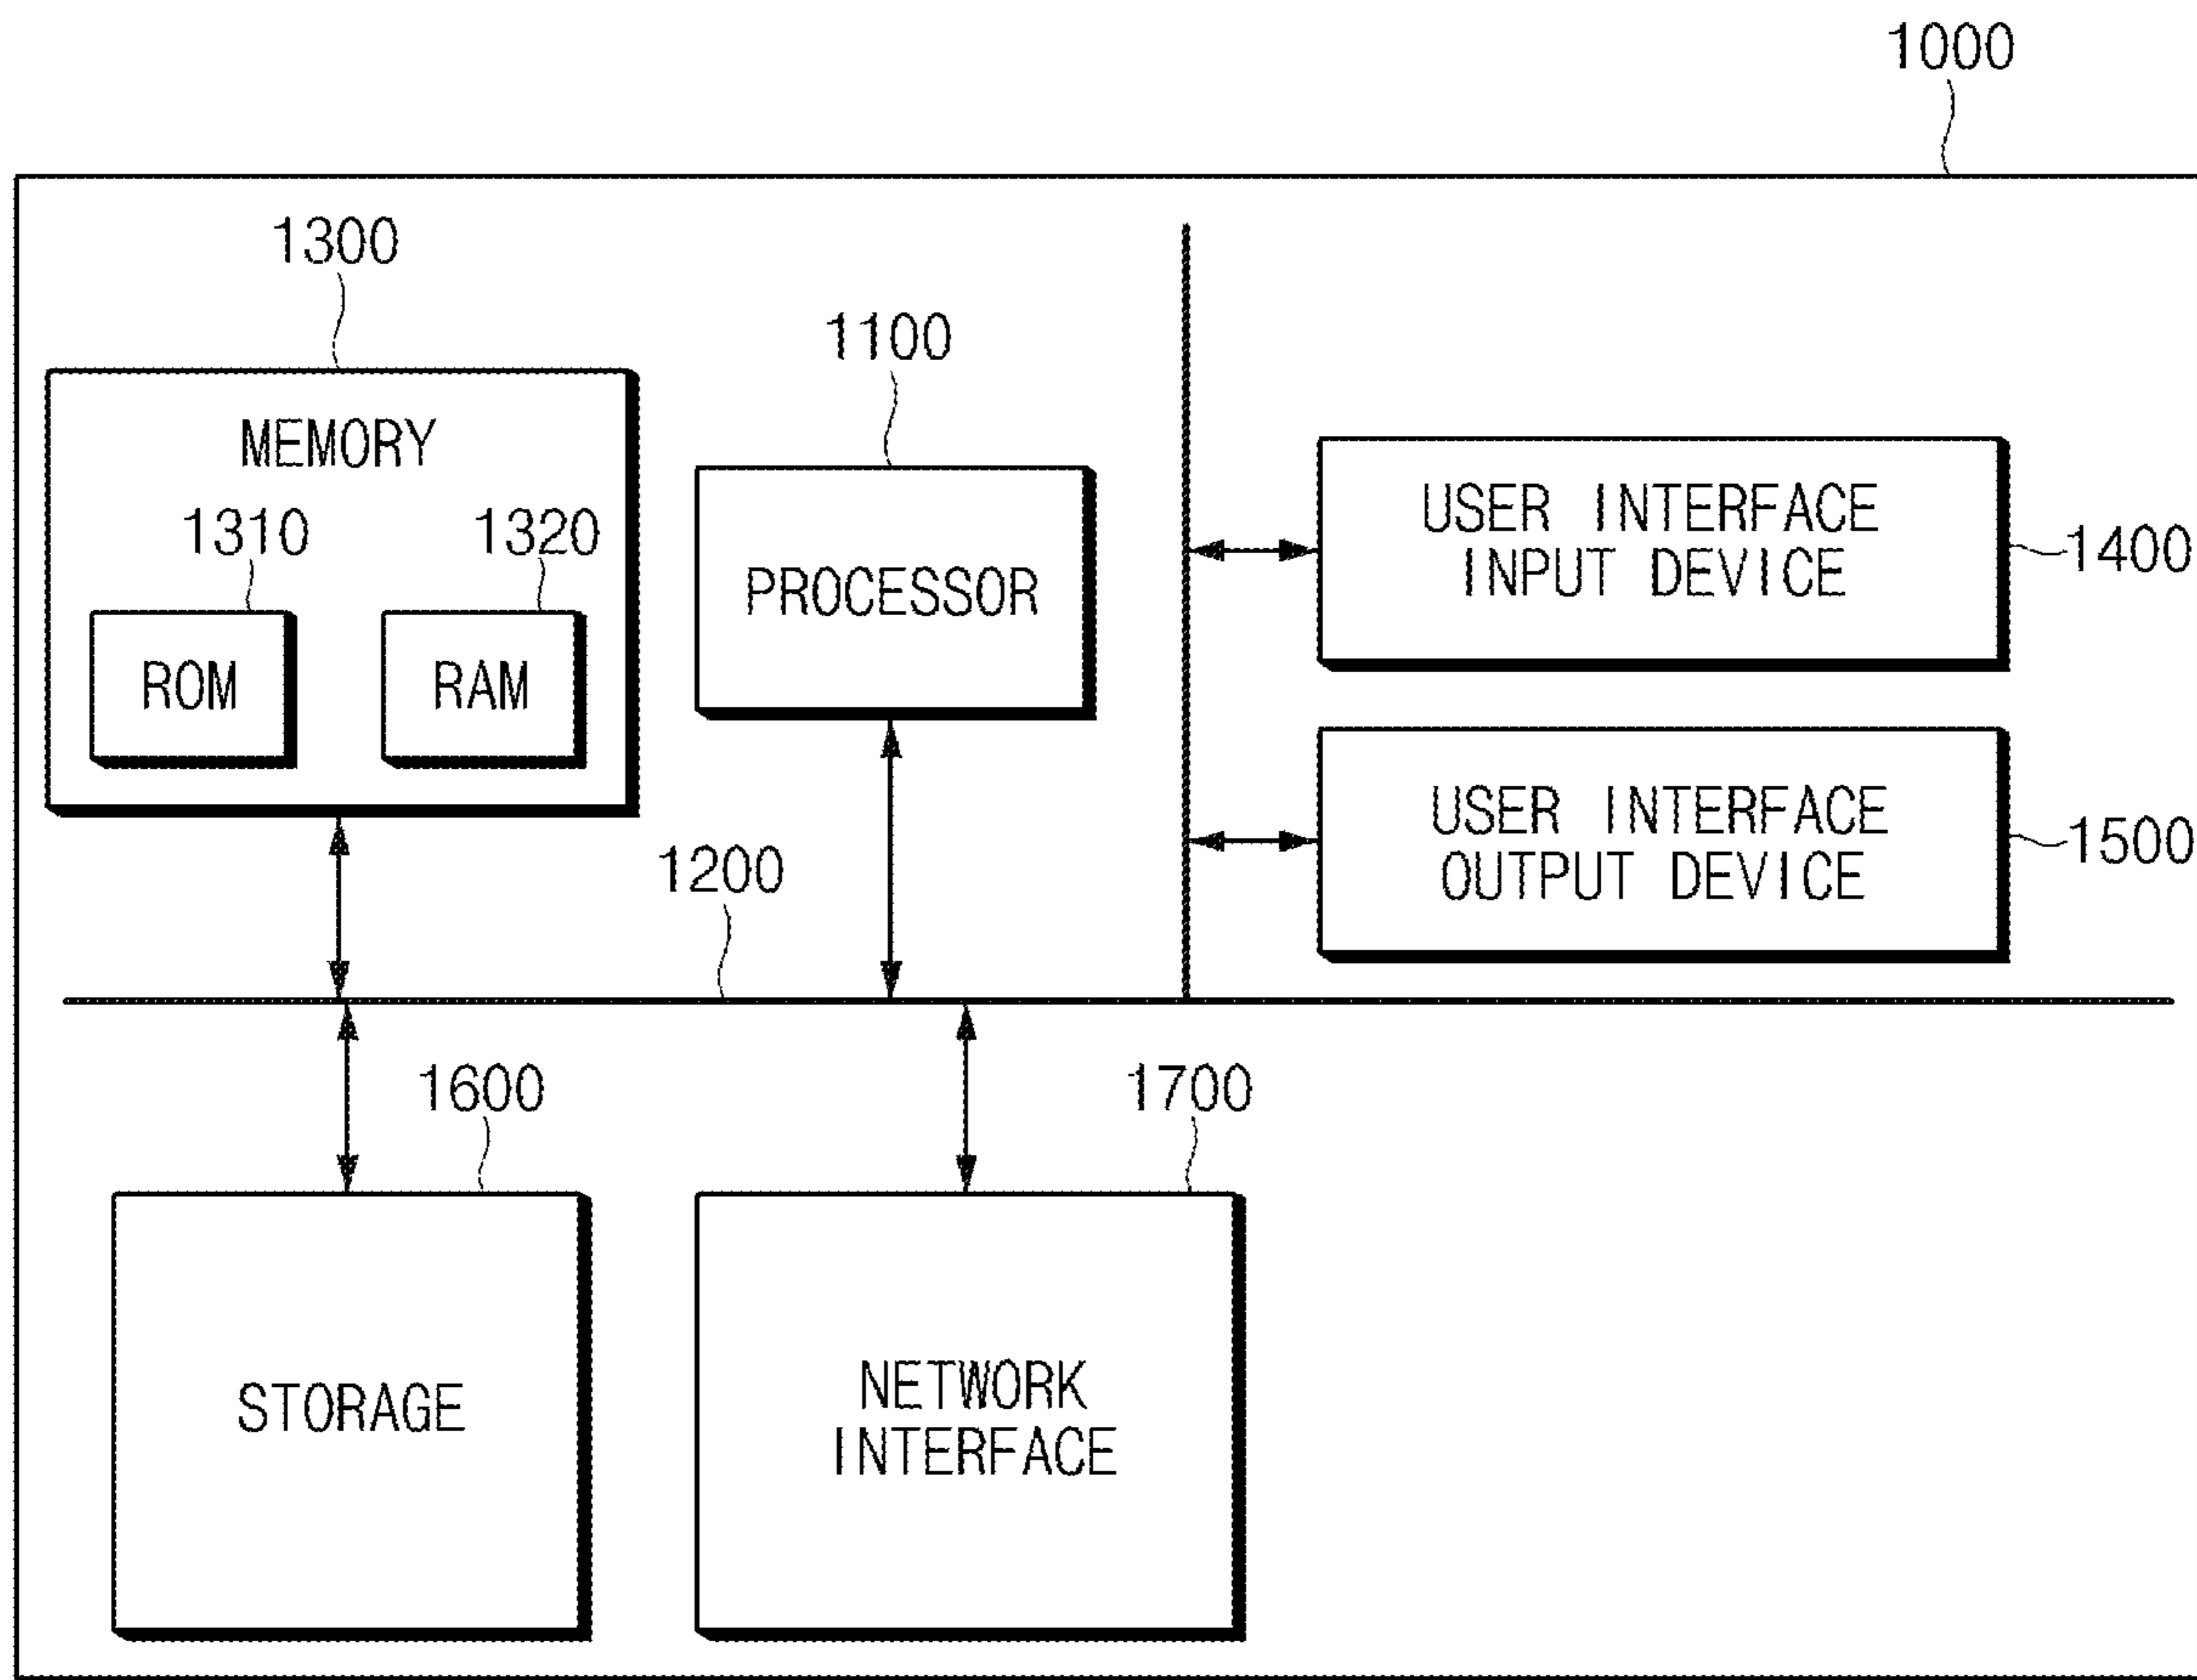 1000
1300
1100
MEMORY
1310
1320
ROM
RAM
PROCESSOR
USER INTERFACE
INPUT DEVICE
1400
USER INTERFACE
OUTPUT DEVICE
1500
1200
1600
1700
STORAGE
NETWORK
INTERFACE